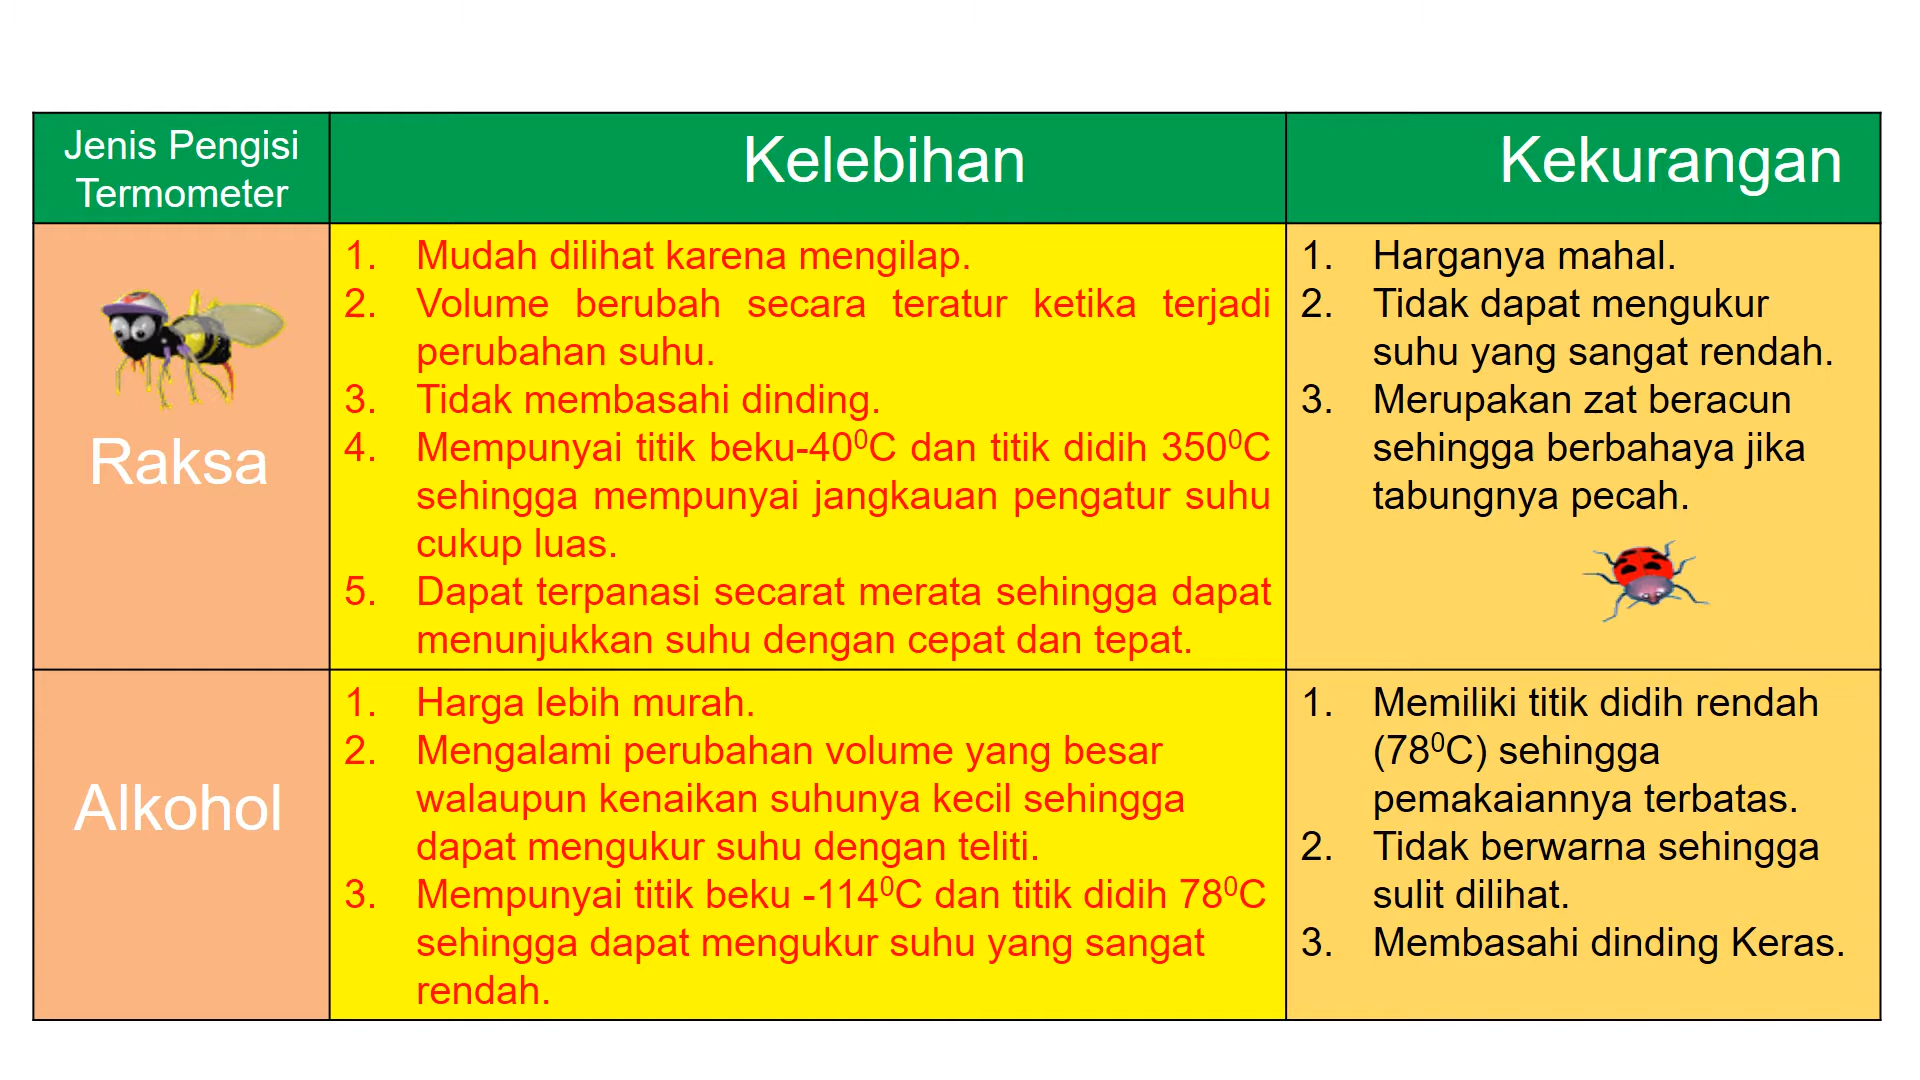 Jenis Pengisi
Termometer
Kelebihan
Kekurangan
Raksa
1. Mudah dilihat karena mengilap.
2. Volume berubah secara teratur ketika terjadi
perubahan suhu.
3. Tidak membasahi dinding.
4. Mempunyai titik beku-40⁰C dan titik didih 350⁰C
sehingga mempunyai jangkauan pengatur suhu
cukup luas.
5. Dapat terpanasi secarat merata sehingga dapat
menunjukkan suhu dengan cepat dan tepat.
1. Harganya mahal.
2. Tidak dapat mengukur
suhu yang sangat rendah.
3. Merupakan zat beracun
sehingga berbahaya jika
tabungnya pecah.
Alkohol
1. Harga lebih murah.
2. Mengalami perubahan volume yang besar
walaupun kenaikan suhunya kecil sehingga
dapat mengukur suhu dengan teliti.
3. Mempunyai titik beku -114⁰C dan titik didih 78⁰C
sehingga dapat mengukur suhu yang sangat
rendah.
1. Memiliki titik didih rendah
(78⁰C) sehingga
pemakaiannya terbatas.
2. Tidak berwarna sehingga
sulit dilihat.
3. Membasahi dinding Keras.